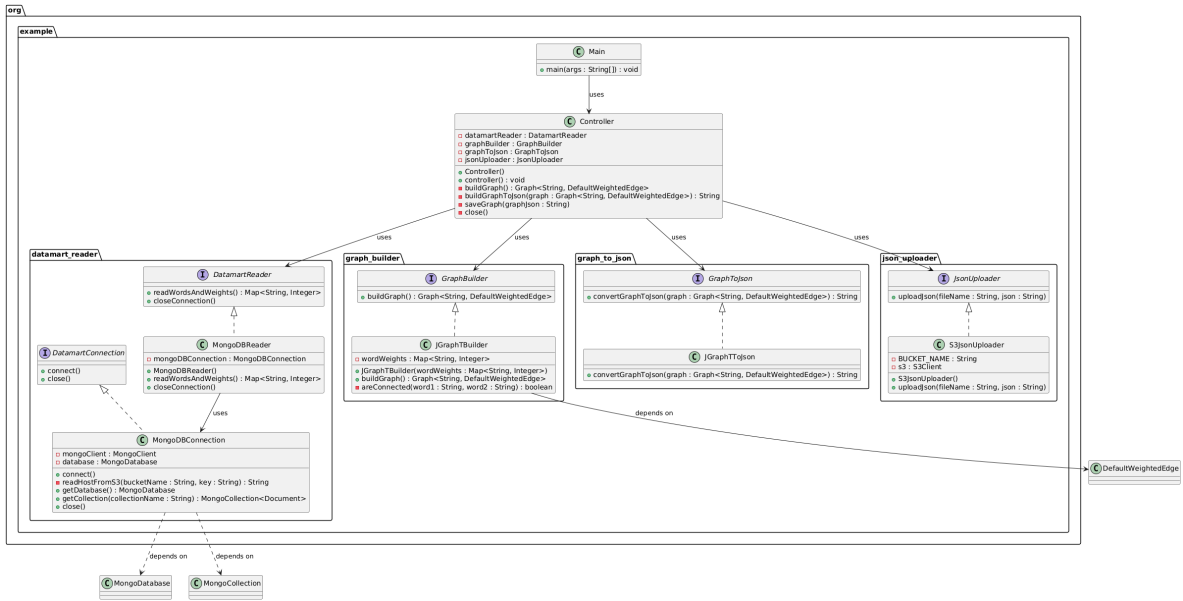 org
example
C Main
main(args : String[]) : void
uses
C Controller
datamartReader : DatamartReader
graphBuilder : GraphBuilder
graphToJson : GraphToJson
jsonUploader : JsonUploader
Controller()
controller() : void
buildGraph() : Graph<String, DefaultWeightedEdge>
buildGraphToJson(graph : Graph<String, DefaultWeightedEdge>) : String
saveGraph(graphJson : String)
close()
uses
uses
uses
uses
datamart_reader
I DatamartReader
readWordsAndWeights() : Map<String, Integer>
closeConnection()
I DatamartConnection
connect()
close()
C MongoDBReader
mongoDBConnection : MongoDBConnection
MongoDBReader()
readWordsAndWeights() : Map<String, Integer>
closeConnection()
uses
C MongoDBConnection
mongoClient : MongoClient
database : MongoDatabase
connect()
readHostFromS3(bucketName : String, key : String) : String
getDatabase() : MongoDatabase
getCollection(collectionName : String) : MongoCollection<Document>
close()
graph_builder
I GraphBuilder
buildGraph() : Graph<String, DefaultWeightedEdge>
C JGraphTBuilder
wordWeights : Map<String, Integer>
JGraphTBuilder(wordWeights : Map<String, Integer>)
buildGraph() : Graph<String, DefaultWeightedEdge>
areConnected(word1 : String, word2 : String) : boolean
graph_to_json
I GraphToJson
convertGraphToJson(graph : Graph<String, DefaultWeightedEdge>) : String
C JGraphTToJson
convertGraphToJson(graph : Graph<String, DefaultWeightedEdge>) : String
json_uploader
I JsonUploader
uploadJson(fileName : String, json : String)
C S3JsonUploader
BUCKET_NAME : String
s3 : S3Client
S3JsonUploader()
uploadJson(fileName : String, json : String)
depends on
C DefaultWeightedEdge
depends on
depends on
C MongoDatabase
C MongoCollection